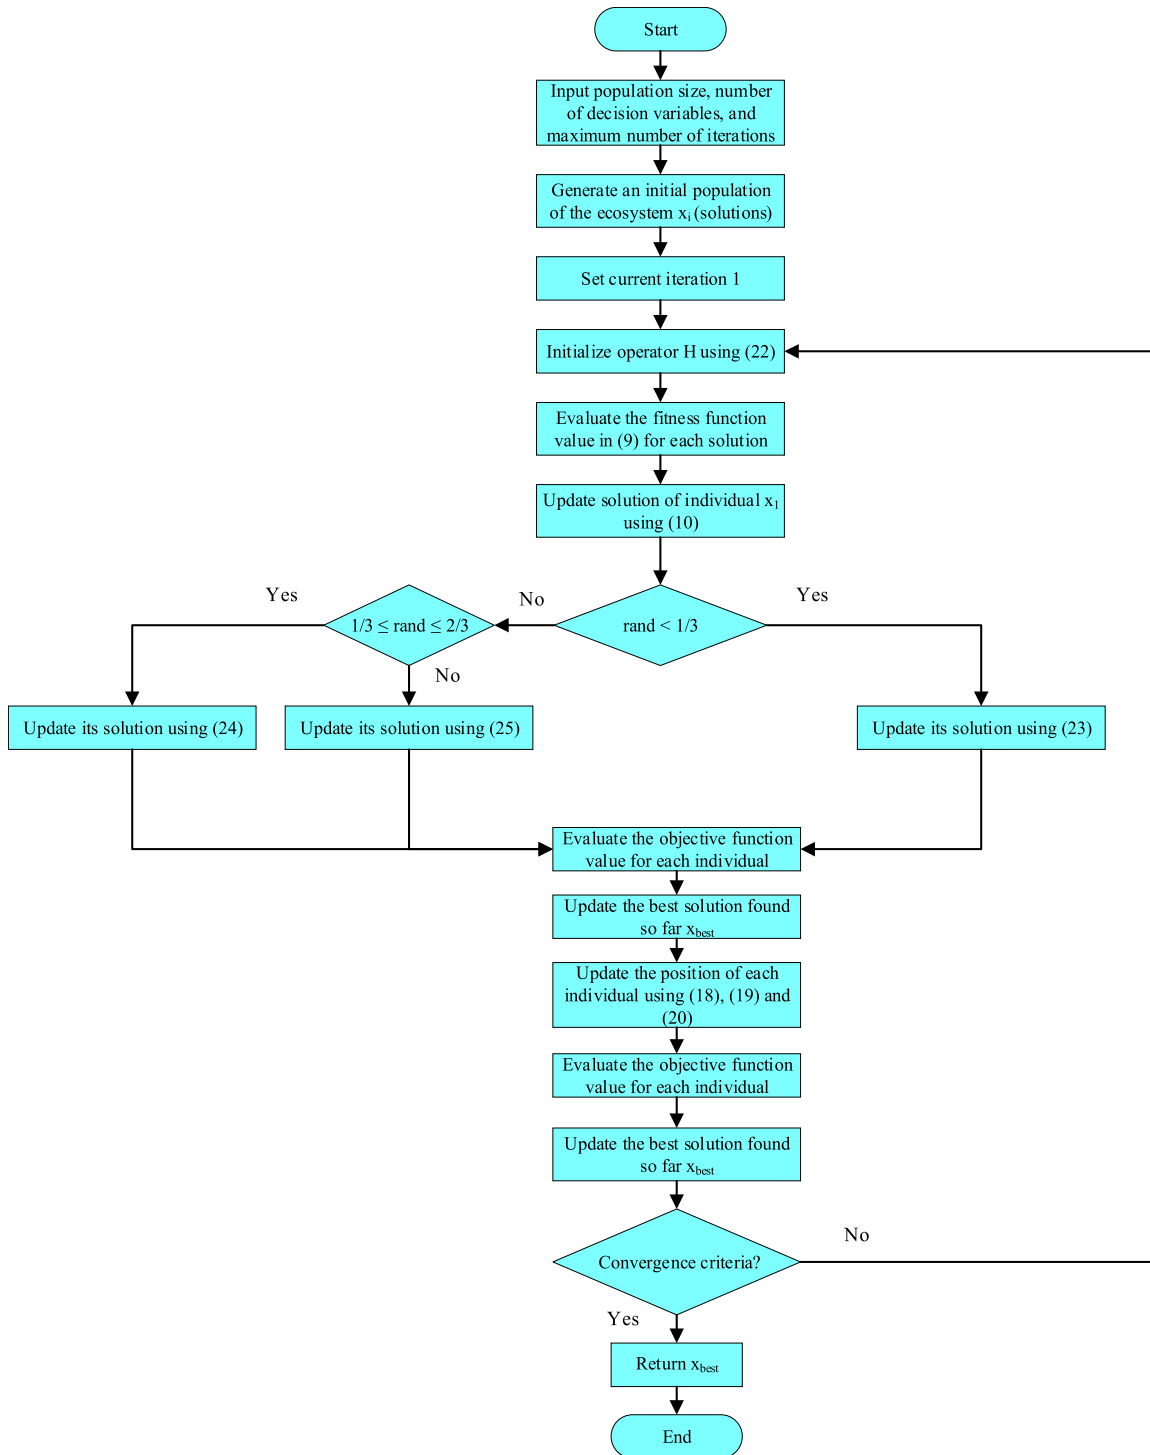 Start
Input population size, number
of decision variables, and
maximum number of iterations
Generate an initial population
of the ecosystem xᵢ (solutions)
Set current iteration 1
Initialize operator H using (22)
Evaluate the fitness function
value in (9) for each solution
Update solution of individual x₁
using (10)
Yes
1/3 ≤ rand ≤ 2/3
No
rand < 1/3
Yes
No
Update its solution using (24)
Update its solution using (25)
Update its solution using (23)
Evaluate the objective function
value for each individual
Update the best solution found
so far x_best
Update the position of each
individual using (18), (19) and
(20)
Evaluate the objective function
value for each individual
Update the best solution found
so far x_best
Convergence criteria?
No
Yes
Return x_best
End